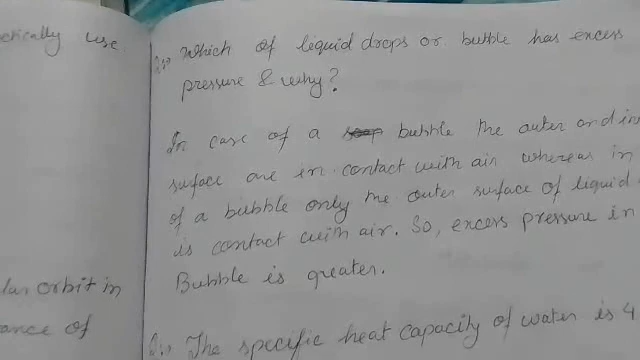 ctically use
Q.) Which of liquid drops or bubble has excess
pressure & why?
In case of a bubble the outer and in
suface are in contact with air whereas in
of a bubble only the outer surface of liquid
is contact with air. So, excess pressure in
Bubble is greater.
lar orbit in
ance of
Q.) The specific heat capacity of water is 4